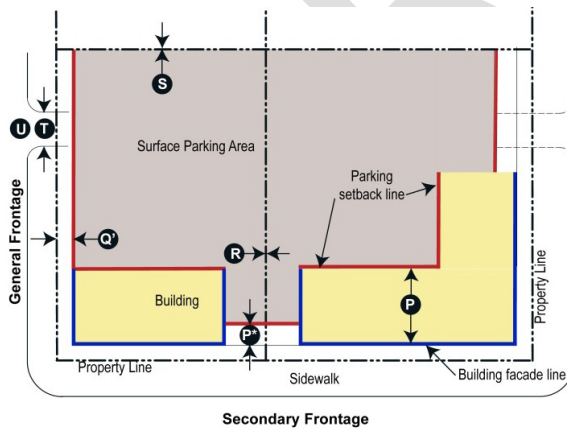 S
U T
Surface Parking Area
Parking
setback line
General Frontage
Q'
R
Building
P
P*
Property Line
Property Line
Sidewalk
Building facade line
Secondary Frontage